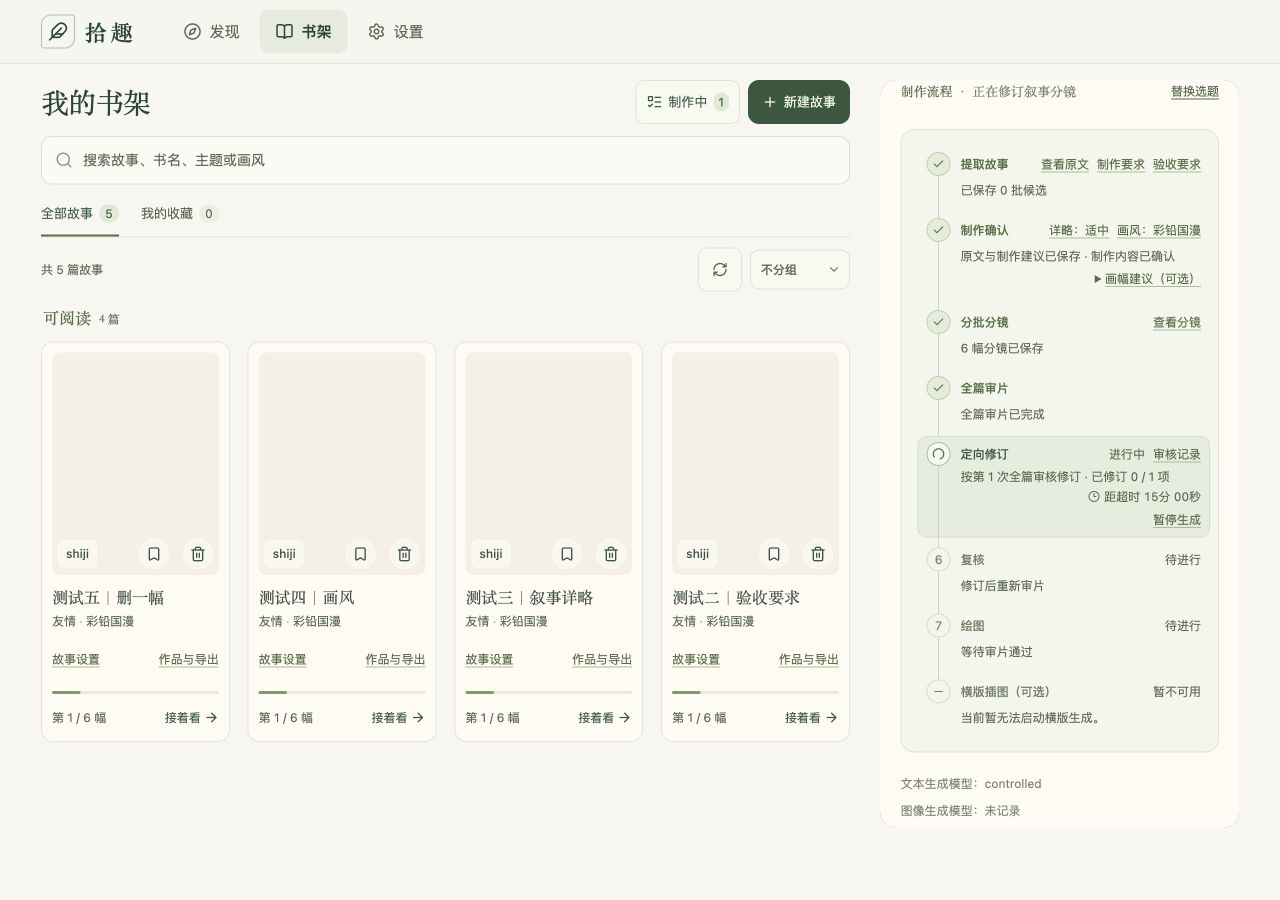 拾趣
发现
书架
设置
我的书架
制作中 1
新建故事
搜索故事、书名、主题或画风
全部故事 5
我的收藏 0
共 5 篇故事
不分组
可阅读 4 篇
shiji
测试五｜删一幅
友情 · 彩铅国漫
故事设置 作品与导出
第 1 / 6 幅 接着看
shiji
测试四｜画风
友情 · 彩铅国漫
故事设置 作品与导出
第 1 / 6 幅 接着看
shiji
测试三｜叙事详略
友情 · 彩铅国漫
故事设置 作品与导出
第 1 / 6 幅 接着看
shiji
测试二｜验收要求
友情 · 彩铅国漫
故事设置 作品与导出
第 1 / 6 幅 接着看
制作流程 · 正在修订叙事分镜 替换选题
提取故事 查看原文 制作要求 验收要求
已保存 0 批候选
制作确认 详略：适中 画风：彩铅国漫
原文与制作建议已保存 · 制作内容已确认
画幅建议（可选）
分批分镜 查看分镜
6 幅分镜已保存
全篇审片
全篇审片已完成
定向修订 进行中 审核记录
按第 1 次全篇审核修订 · 已修订 0 / 1 项
距超时 15分 00秒
暂停生成
6 复核 待进行
修订后重新审片
7 绘图 待进行
等待审片通过
横版插图（可选） 暂不可用
当前暂无法启动横版生成。
文本生成模型：controlled
图像生成模型：未记录